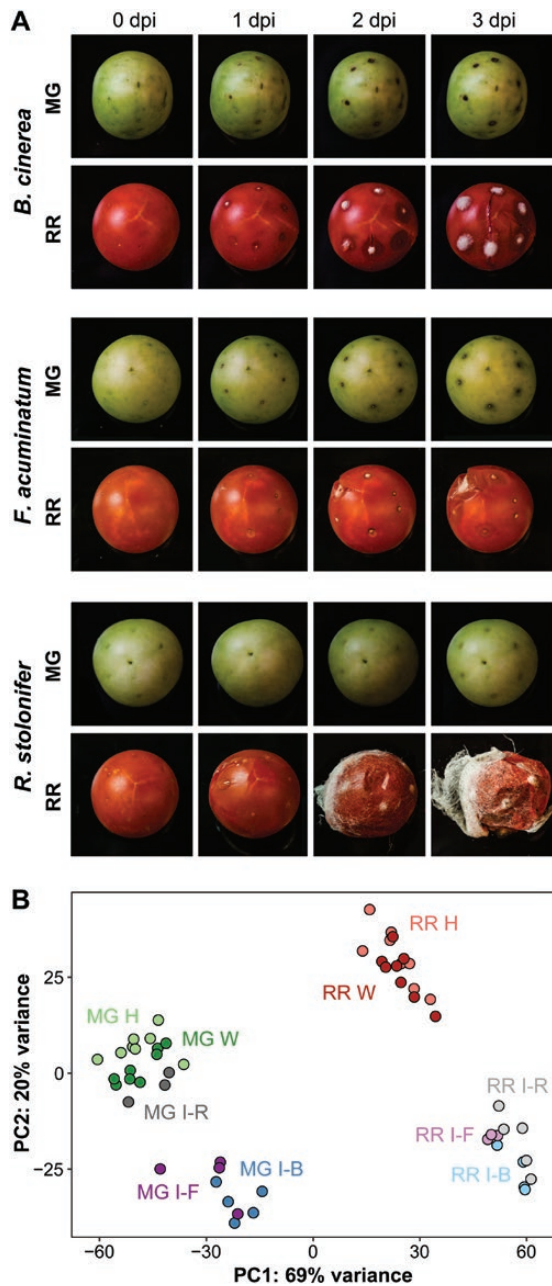 A
0 dpi 1 dpi 2 dpi 3 dpi
B. cinerea
MG
RR
F. acuminatum
MG
RR
R. stolonifer
MG
RR
B
RR H
RR W
MG H
MG W
MG I-R
RR I-R
RR I-F
RR I-B
MG I-B
MG I-F
PC2: 20% variance
25
0
−25
−60 −30 0 30 60
PC1: 69% variance